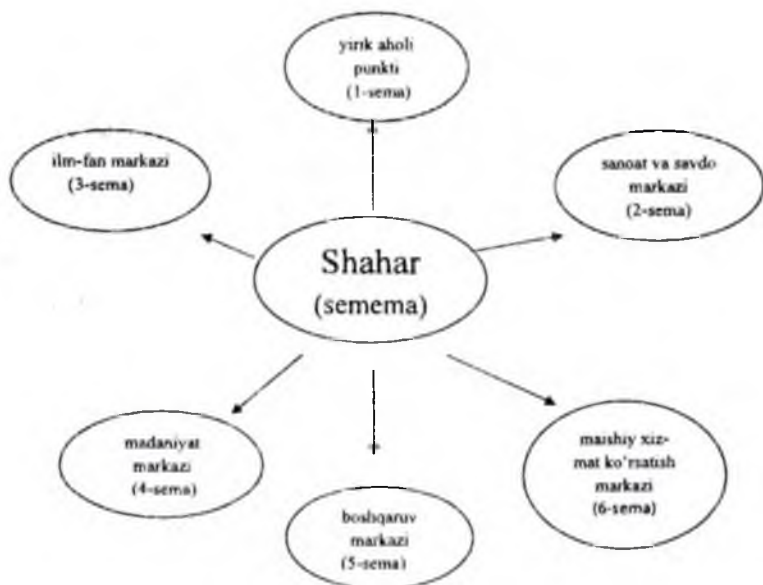 yirik aholi
punkti
(1-sema)
ilm-fan markazi
(3-sema)
sanoat va savdo
markazi
(2-sema)
Shahar
(semema)
madaniyat
markazi
(4-sema)
boshqaruv
markazi
(5-sema)
maishiy xiz-
mat ko‘rsatish
markazi
(6-sema)